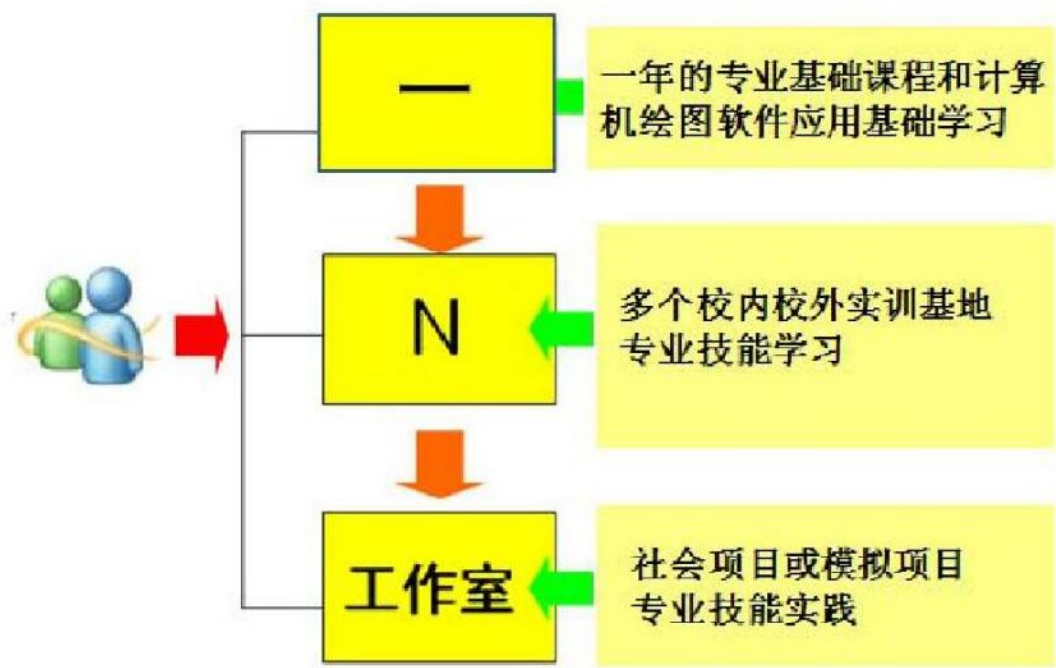 一
一年的专业基础课程和计算
机绘图软件应用基础学习
N
多个校内校外实训基地
专业技能学习
工作室
社会项目或模拟项目
专业技能实践